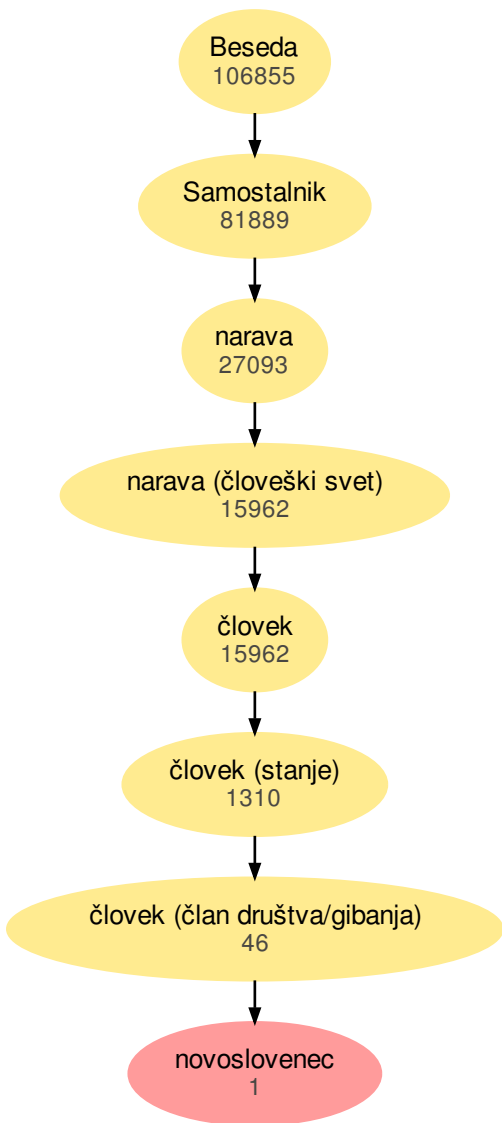 Beseda
106855
Samostalnik
81889
narava
27093
narava (človeški svet)
15962
človek
15962
človek (stanje)
1310
človek (član društva/gibanja)
46
novoslovenec
1